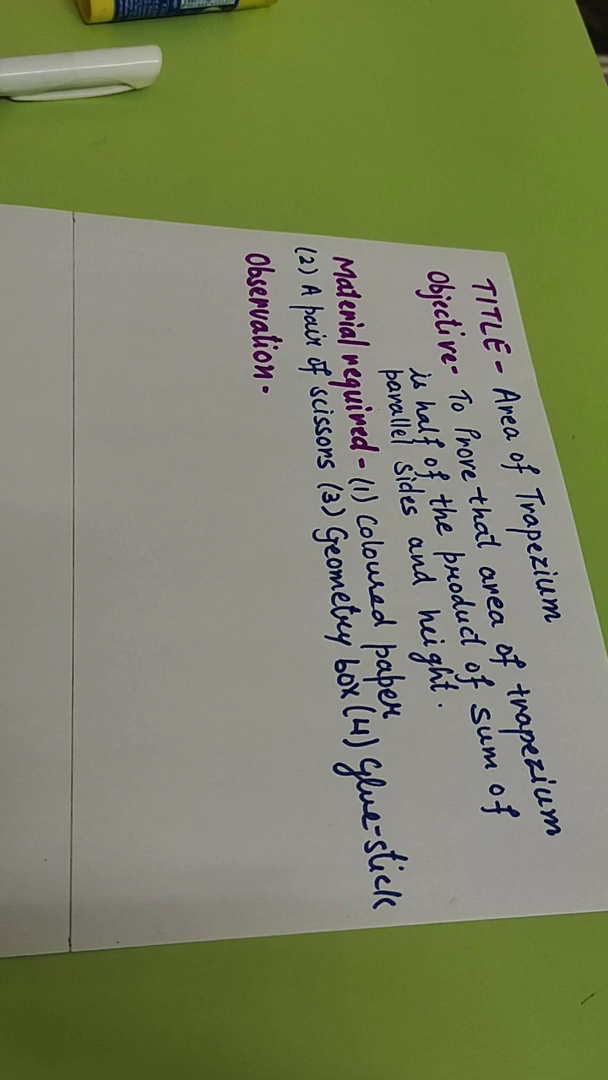 TITLE - Area of Trapezium
Objective- To Prove that area of trapezium
is half of the product of sum of
parallel sides and height.
Material required - (1) Coloured paper
(2) A pair of scissors (3) Geometry box (4) Glue-stick
Observation -